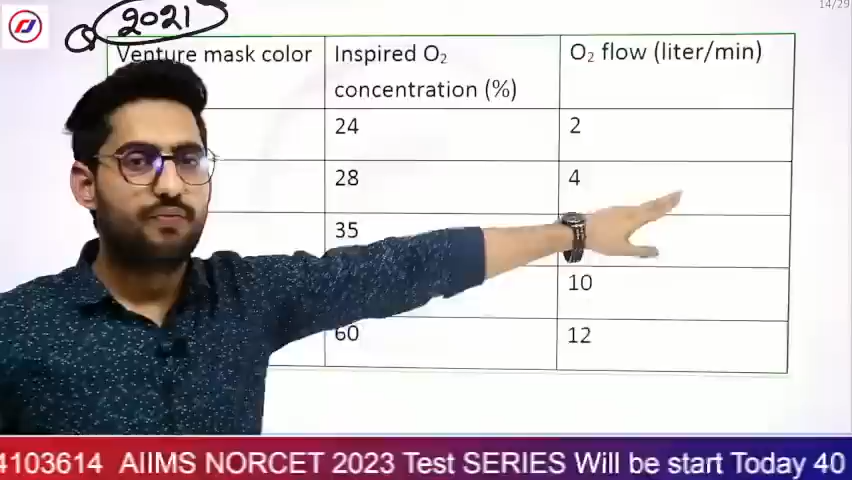 14/29
Q 2021
Venture mask color
Inspired O₂ concentration (%)
O₂ flow (liter/min)
24
2
28
4
35
10
60
12
4103614 AIIMS NORCET 2023 Test SERIES Will be start Today 40